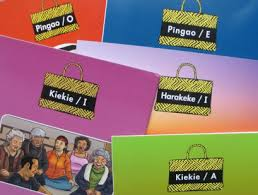 Pingao / O
Pingao / E
Kiekie / I
Harakeke / I
Kiekie / A